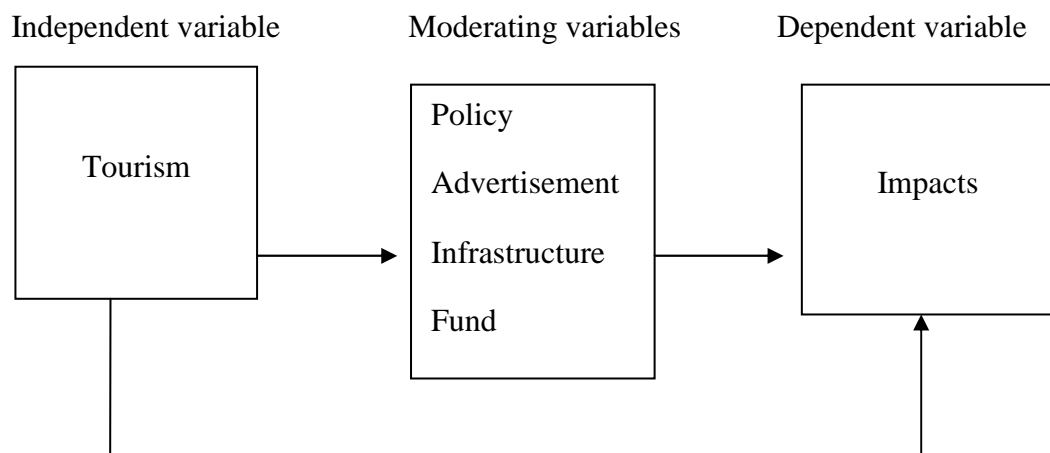 Independent variable
Moderating variables
Dependent variable
Tourism
Policy
Advertisement
Infrastructure
Fund
Impacts